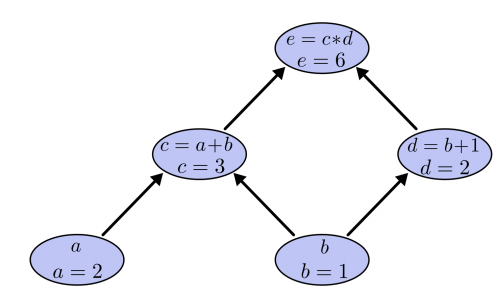 e = c*d
e = 6
c = a+b
c = 3
d = b+1
d = 2
a
a = 2
b
b = 1